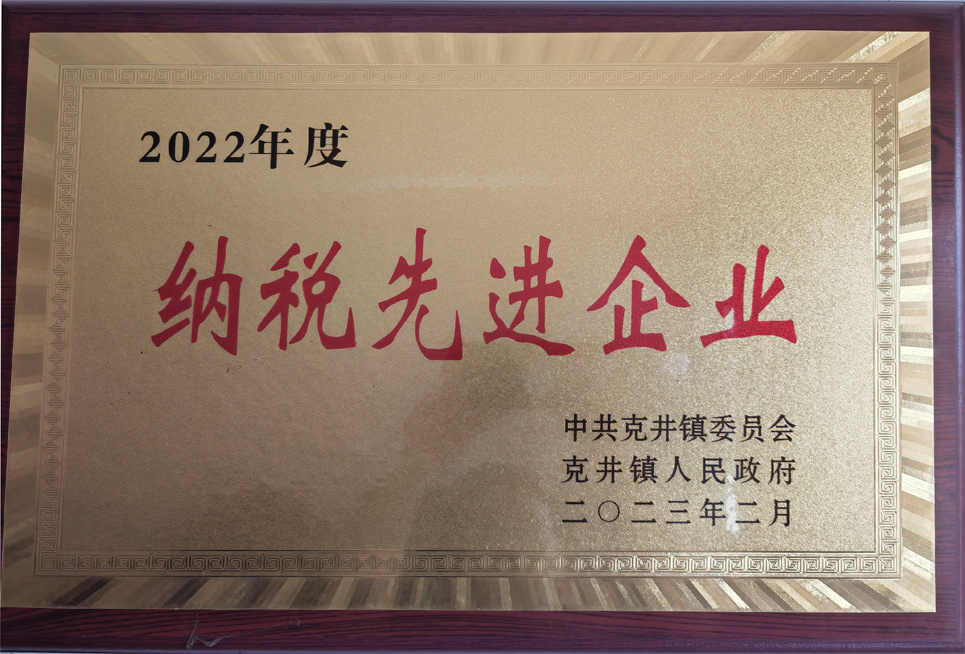 2022年度
纳税先进企业
中共克井镇委员会
克井镇人民政府
二〇二三年二月